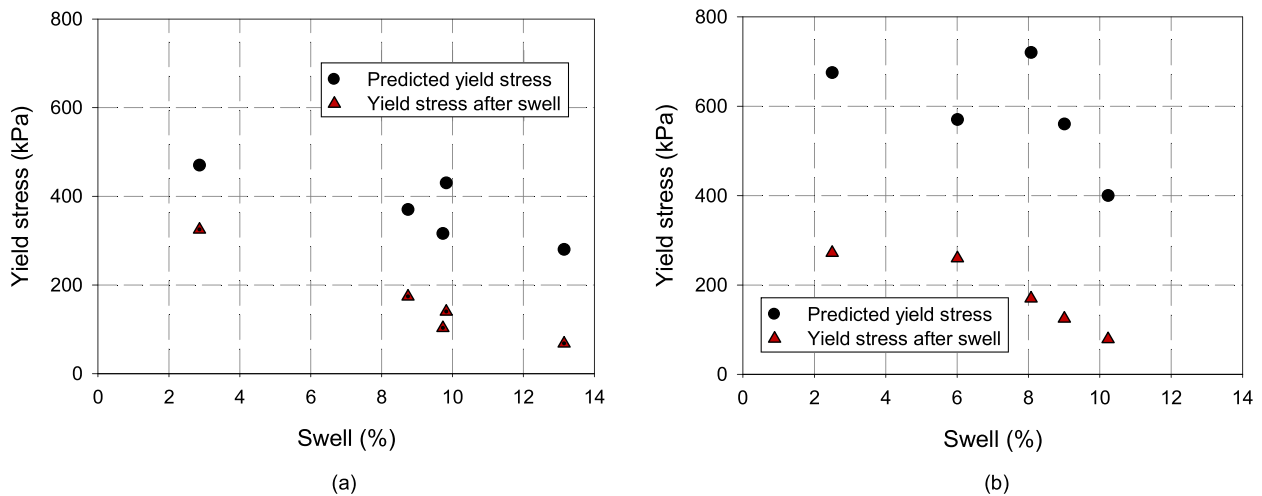 800
600
400
200
0
Yield stress (kPa)
Predicted yield stress
Yield stress after swell
0 2 4 6 8 10 12 14
Swell (%)
(a)
800
600
400
200
0
Yield stress (kPa)
Predicted yield stress
Yield stress after swell
0 2 4 6 8 10 12 14
Swell (%)
(b)